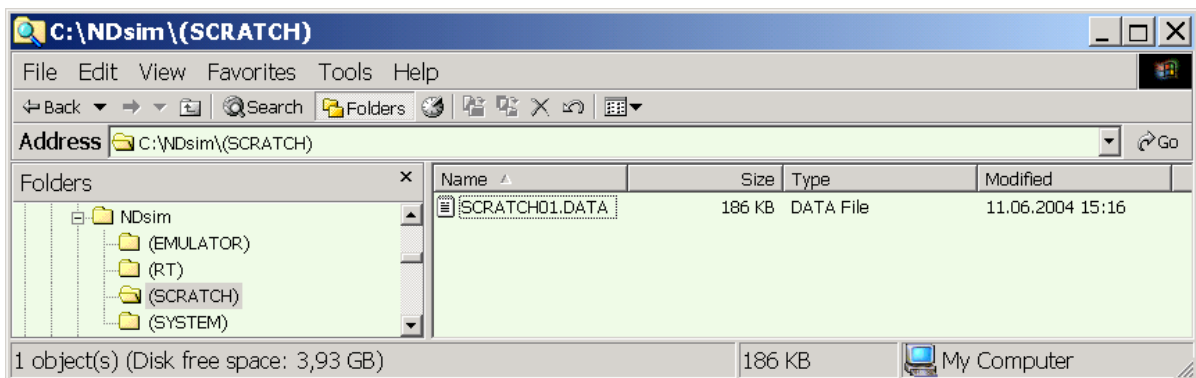 C:\NDsim\(SCRATCH)
File Edit View Favorites Tools Help
Back Search Folders
Address C:\NDsim\(SCRATCH) Go
Folders
Name Size Type Modified
SCRATCH01.DATA 186 KB DATA File 11.06.2004 15:16
NDsim
(EMULATOR)
(RT)
(SCRATCH)
(SYSTEM)
1 object(s) (Disk free space: 3,93 GB) 186 KB My Computer